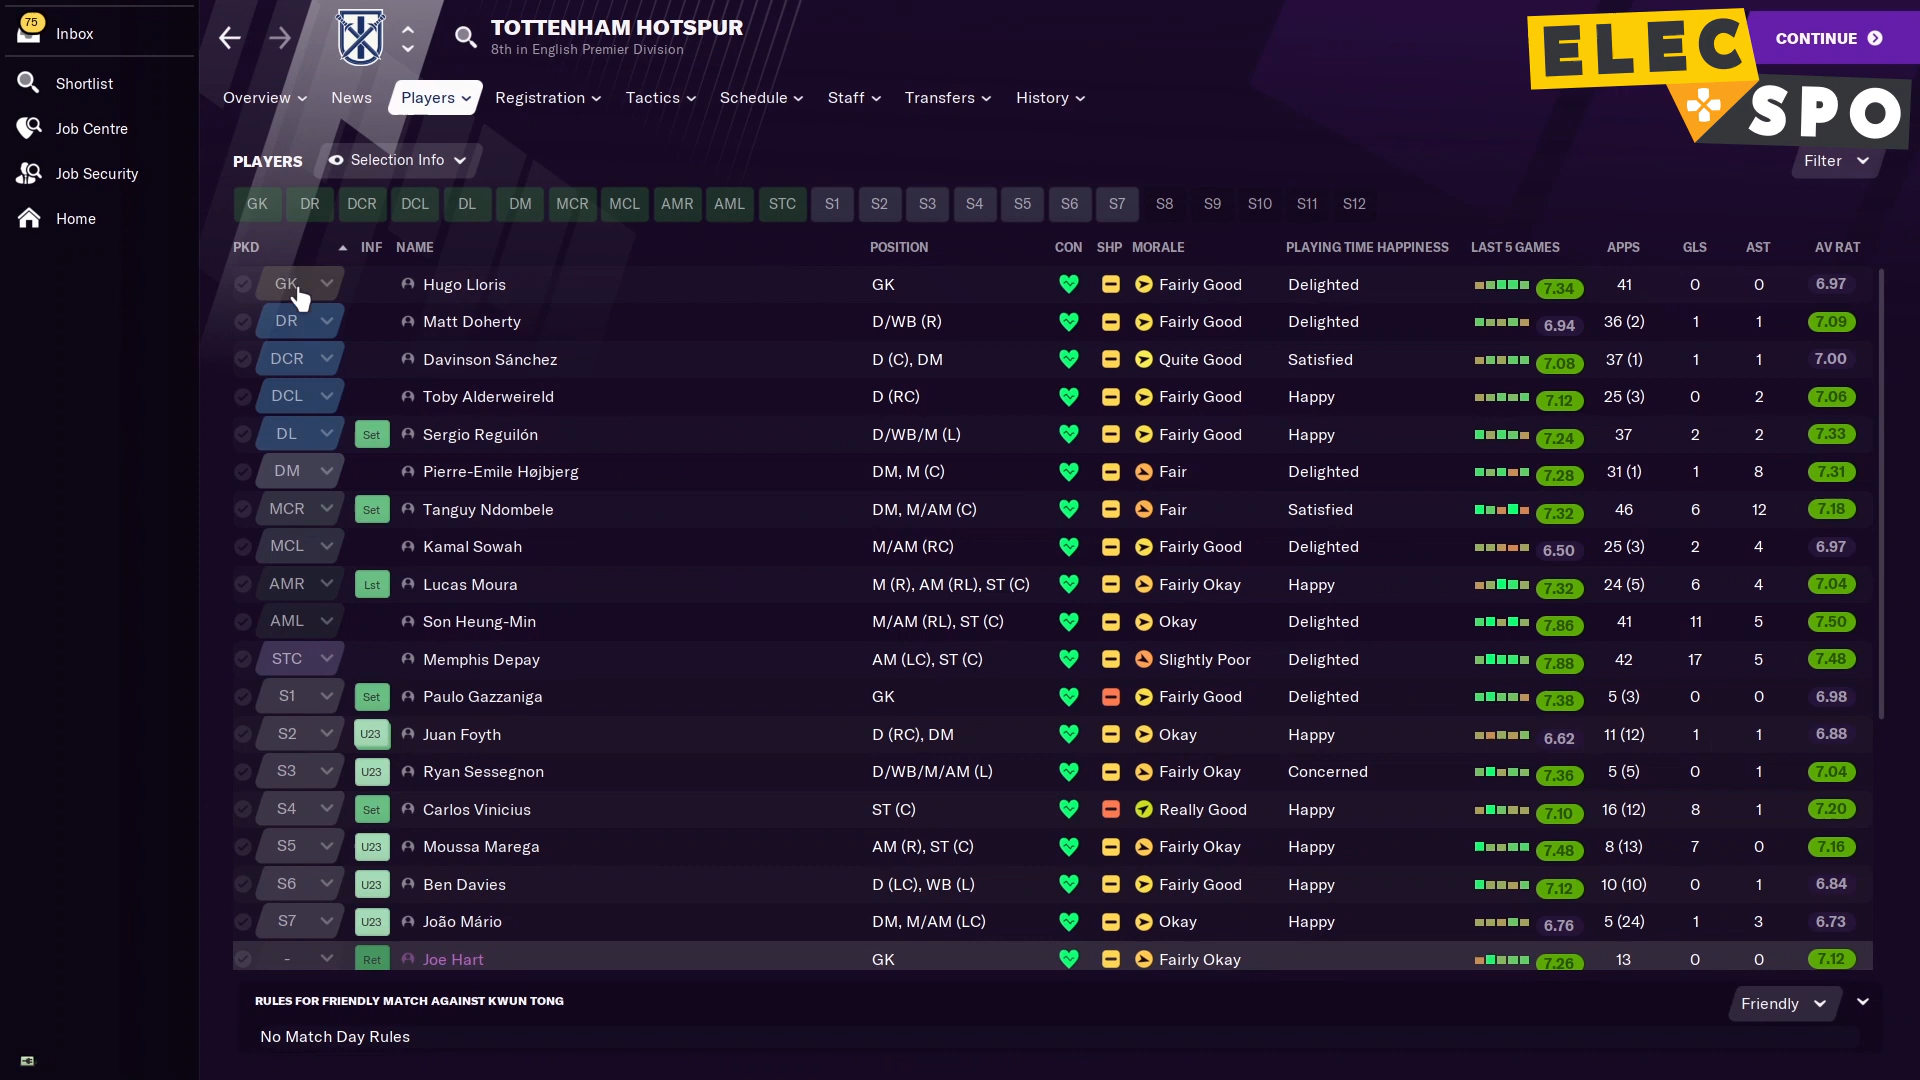 75
Inbox
Shortlist
Job Centre
Job Security
Home
TOTTENHAM HOTSPUR
8th in English Premier Division
ELEC
SPO
CONTINUE
Overview News Players Registration Tactics Schedule Staff Transfers History
PLAYERS Selection Info Filter
GK DR DCR DCL DL DM MCR MCL AMR AML STC S1 S2 S3 S4 S5 S6 S7 S8 S9 S10 S11 S12
PKD INF NAME POSITION CON SHP MORALE PLAYING TIME HAPPINESS LAST 5 GAMES APPS GLS AST AV RAT
GK Hugo Lloris GK Fairly Good Delighted 7.34 41 0 0 6.97
DR Matt Doherty D/WB (R) Fairly Good Delighted 6.94 36 (2) 1 1 7.09
DCR Davinson Sánchez D (C), DM Quite Good Satisfied 7.08 37 (1) 1 1 7.00
DCL Toby Alderweireld D (RC) Fairly Good Happy 7.12 25 (3) 0 2 7.06
DL Set Sergio Reguilón D/WB/M (L) Fairly Good Happy 7.24 37 2 2 7.33
DM Pierre-Emile Højbjerg DM, M (C) Fair Delighted 7.28 31 (1) 1 8 7.31
MCR Set Tanguy Ndombele DM, M/AM (C) Fair Satisfied 7.32 46 6 12 7.18
MCL Kamal Sowah M/AM (RC) Fairly Good Delighted 6.50 25 (3) 2 4 6.97
AMR Lst Lucas Moura M (R), AM (RL), ST (C) Fairly Okay Happy 7.32 24 (5) 6 4 7.04
AML Son Heung-Min M/AM (RL), ST (C) Okay Delighted 7.86 41 11 5 7.50
STC Memphis Depay AM (LC), ST (C) Slightly Poor Delighted 7.88 42 17 5 7.48
S1 Set Paulo Gazzaniga GK Fairly Good Delighted 7.38 5 (3) 0 0 6.98
S2 U23 Juan Foyth D (RC), DM Okay Happy 6.62 11 (12) 1 1 6.88
S3 U23 Ryan Sessegnon D/WB/M/AM (L) Fairly Okay Concerned 7.36 5 (5) 0 1 7.04
S4 Set Carlos Vinicius ST (C) Really Good Happy 7.10 16 (12) 8 1 7.20
S5 U23 Moussa Marega AM (R), ST (C) Fairly Okay Happy 7.48 8 (13) 7 0 7.16
S6 U23 Ben Davies D (LC), WB (L) Fairly Good Happy 7.12 10 (10) 0 1 6.84
S7 U23 João Mário DM, M/AM (LC) Okay Happy 6.76 5 (24) 1 3 6.73
- Ret Joe Hart GK Fairly Okay 7.26 13 0 0 7.12
RULES FOR FRIENDLY MATCH AGAINST KWUN TONG Friendly
No Match Day Rules